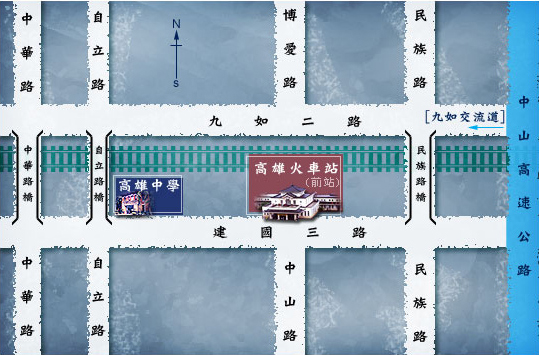 中華路
自立路
N
S
博愛路
民族路
九如二路
[九如交流道]
中山高速公路
中華路橋
自立路橋
高雄中學
高雄火車站
(前站)
民族路橋
建國三路
中華路
自立路
中山路
民族路